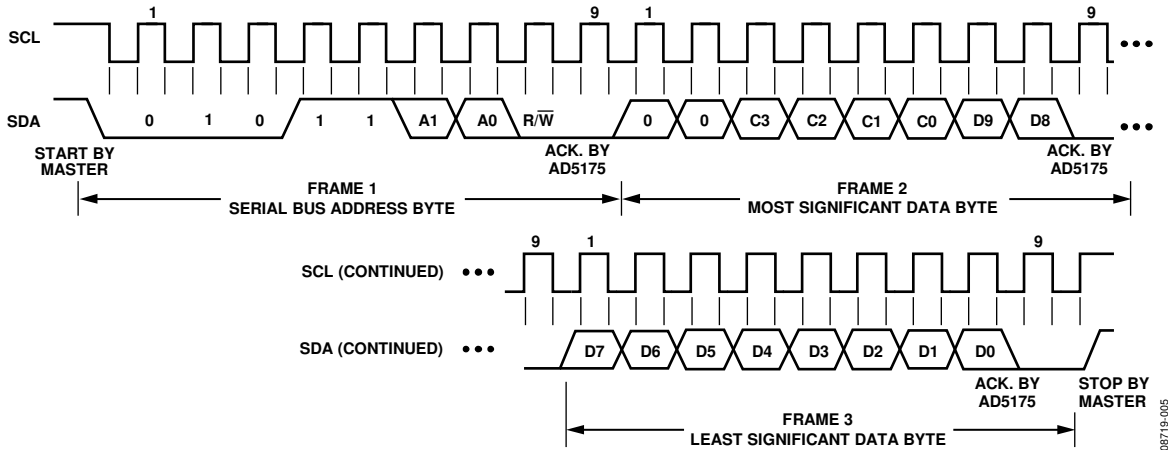 1 9 1 9
SCL
SDA 0 1 0 1 1 A1 A0 R/W̅ 0 0 C3 C2 C1 C0 D9 D8
START BY MASTER
ACK. BY AD5175
ACK. BY AD5175
FRAME 1
SERIAL BUS ADDRESS BYTE
FRAME 2
MOST SIGNIFICANT DATA BYTE
9 1 9
SCL (CONTINUED)
SDA (CONTINUED) D7 D6 D5 D4 D3 D2 D1 D0
ACK. BY AD5175
STOP BY MASTER
FRAME 3
LEAST SIGNIFICANT DATA BYTE
08719-005